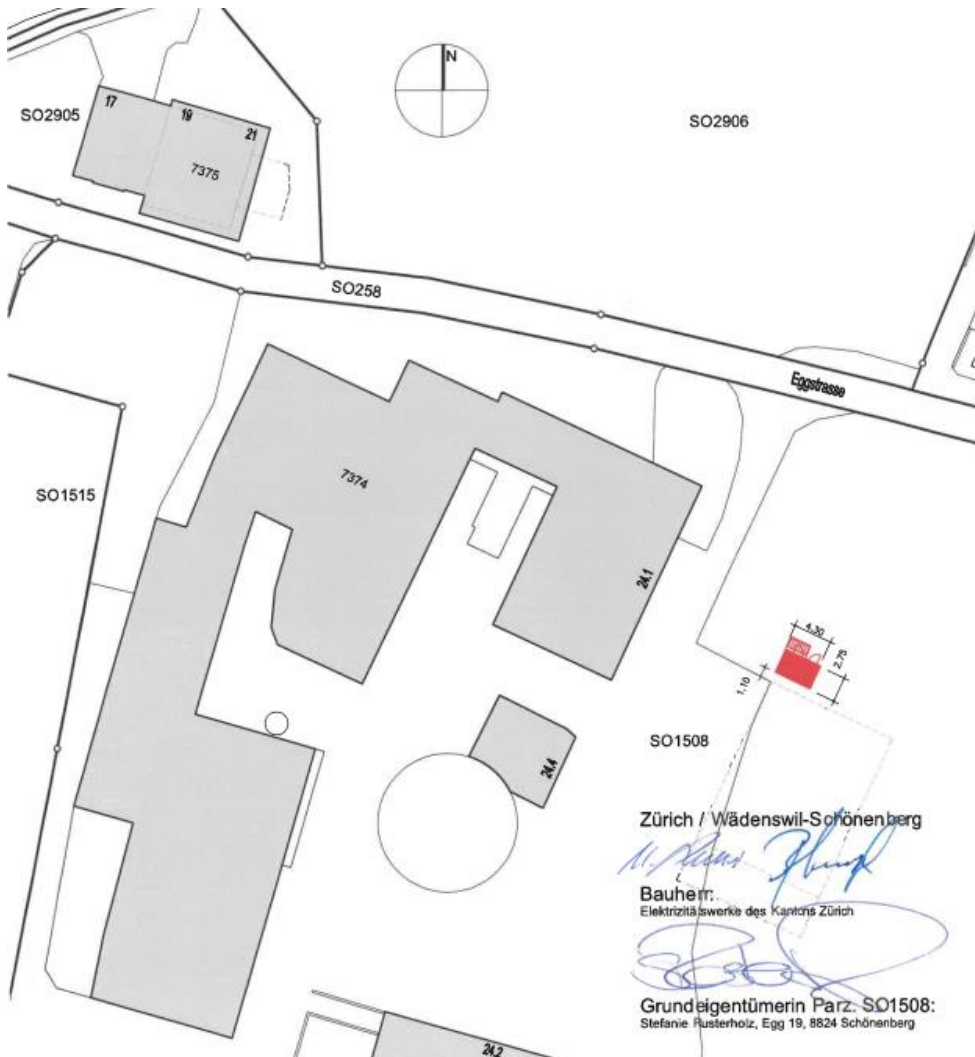 N
17
SO2905
19
SO2906
21
7375
SO258
Eggstrasse
7374
SO1515
24.1
4.30
2.75
1.10
SO1508
24.4
Zürich / Wädenswil-Schönenberg
Bauherr:
Elektrizitätswerke des Kantons Zürich
Grundeigentümerin Parz. SO1508:
Stefanie Rusterholz, Egg 19, 8824 Schönenberg
24.2